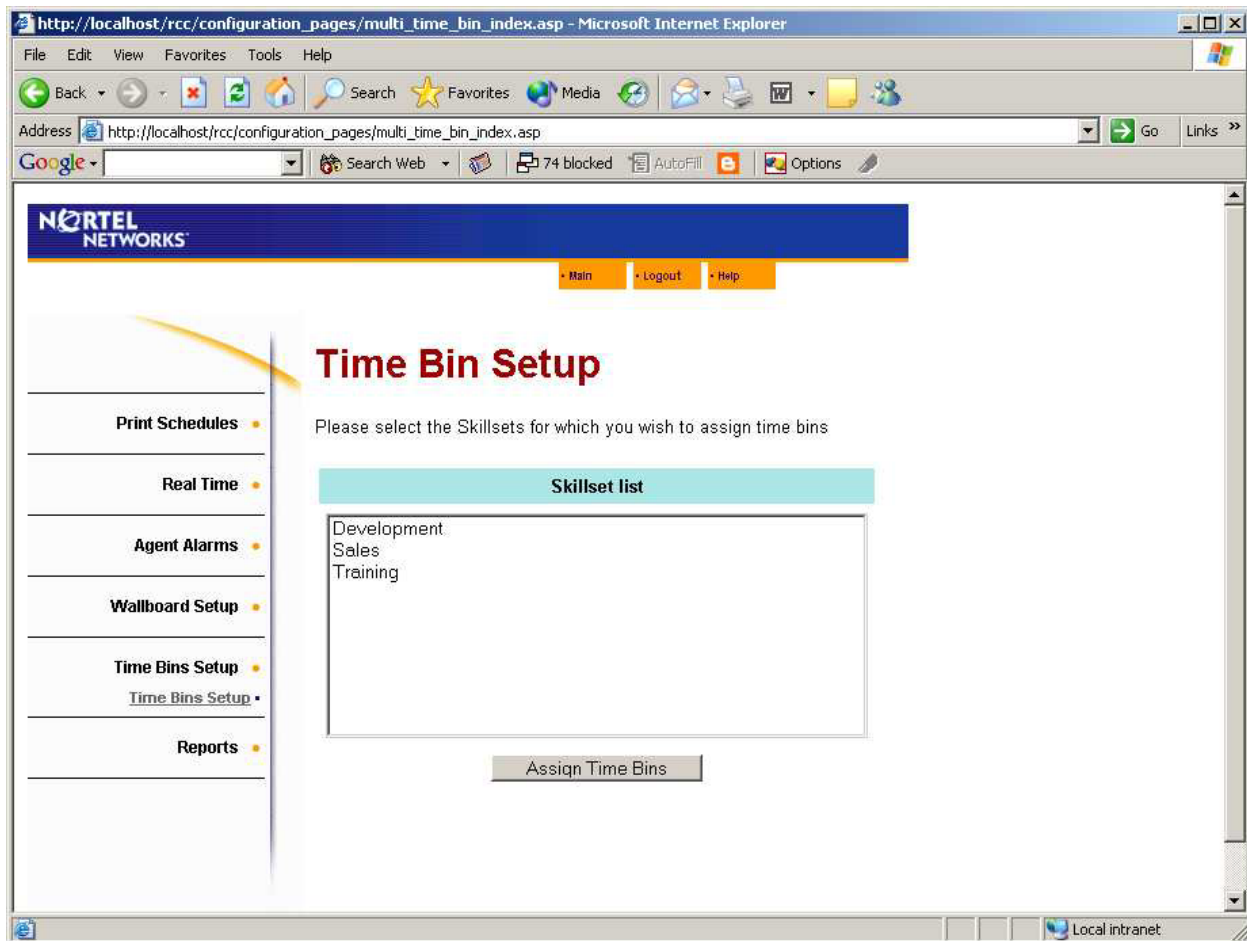 http://localhost/rcc/configuration_pages/multi_time_bin_index.asp - Microsoft Internet Explorer
File Edit View Favorites Tools Help
Back Search Favorites Media
Address http://localhost/rcc/configuration_pages/multi_time_bin_index.asp Go Links »
Google Search Web 74 blocked AutoFill Options
NORTEL
NETWORKS
• Main • Logout • Help
Time Bin Setup
Please select the Skillsets for which you wish to assign time bins
Skillset list
Development
Sales
Training
Assign Time Bins
Print Schedules
Real Time
Agent Alarms
Wallboard Setup
Time Bins Setup
Time Bins Setup
Reports
Local intranet